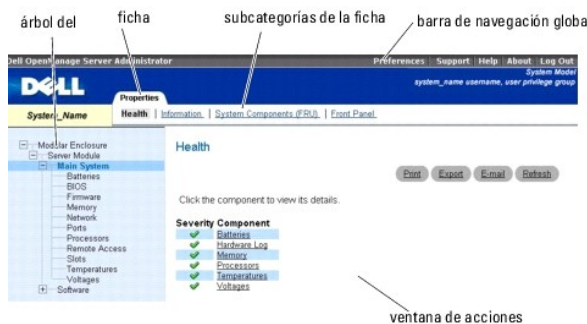 árbol del
ficha
subcategorías de la ficha
barra de navegación globa
Dell OpenManage Server Administrator
Preferences Support Help About Log Out
System Model
system_name username, user privilege group
DELL
Properties
System_Name
Health Information System Components (FRU) Front Panel
Modular Enclosure
Server Module
Main System
Batteries
BIOS
Firmware
Memory
Network
Ports
Processors
Remote Access
Slots
Temperatures
Voltages
Software
Health
Print Export E-mail Refresh
Click the component to view its details.
Severity Component
Batteries
Hardware Log
Memory
Processors
Temperatures
Voltages
ventana de acciones